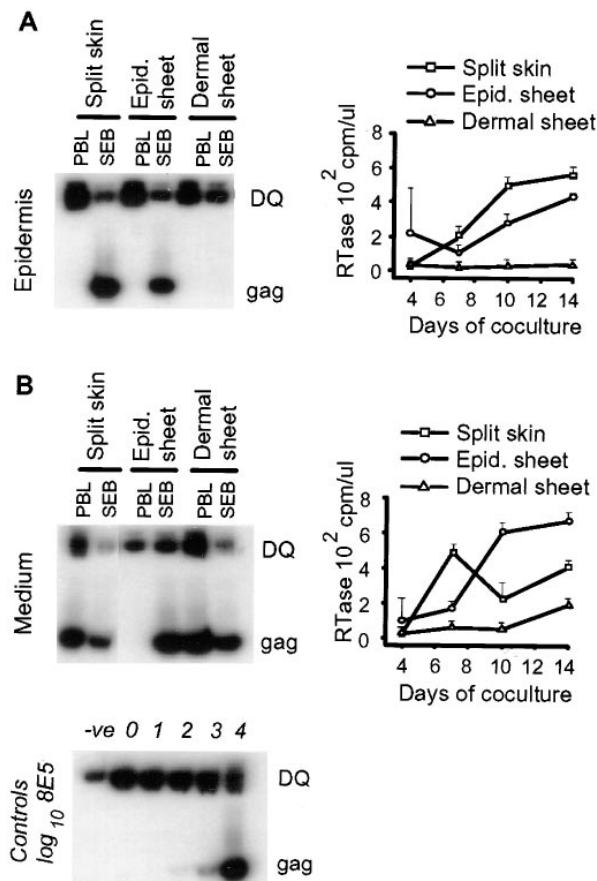 A
Split skin
Epid. sheet
Dermal sheet
PBL
SEB
PBL
SEB
PBL
SEB
Epidermis
DQ
gag
Split skin
Epid. sheet
Dermal sheet
RTase 10² cpm/ul
8
6
4
2
0
4 6 8 10 12 14
Days of coculture
B
Split skin
Epid. sheet
Dermal sheet
PBL
SEB
PBL
SEB
PBL
SEB
Medium
DQ
gag
Split skin
Epid. sheet
Dermal sheet
RTase 10² cpm/ul
8
6
4
2
0
4 6 8 10 12 14
Days of coculture
-ve 0 1 2 3 4
Controls
log 10 8E5
DQ
gag